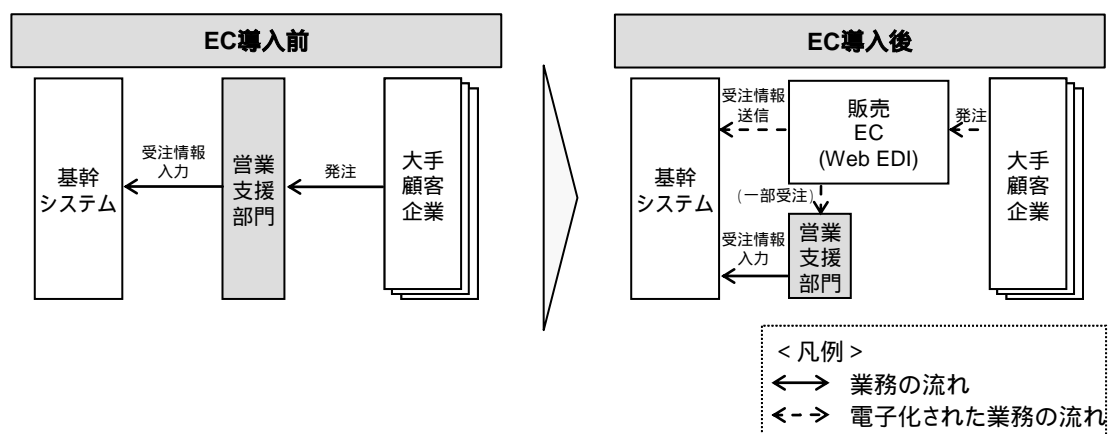 EC導入前
基幹
システム
受注情報
入力
営業
支援
部門
発注
大手
顧客
企業
EC導入後
基幹
システム
受注情報
送信
販売
EC
(Web EDI)
発注
大手
顧客
企業
(一部受注)
受注情報
入力
営業
支援
部門
<凡例>
業務の流れ
電子化された業務の流れ